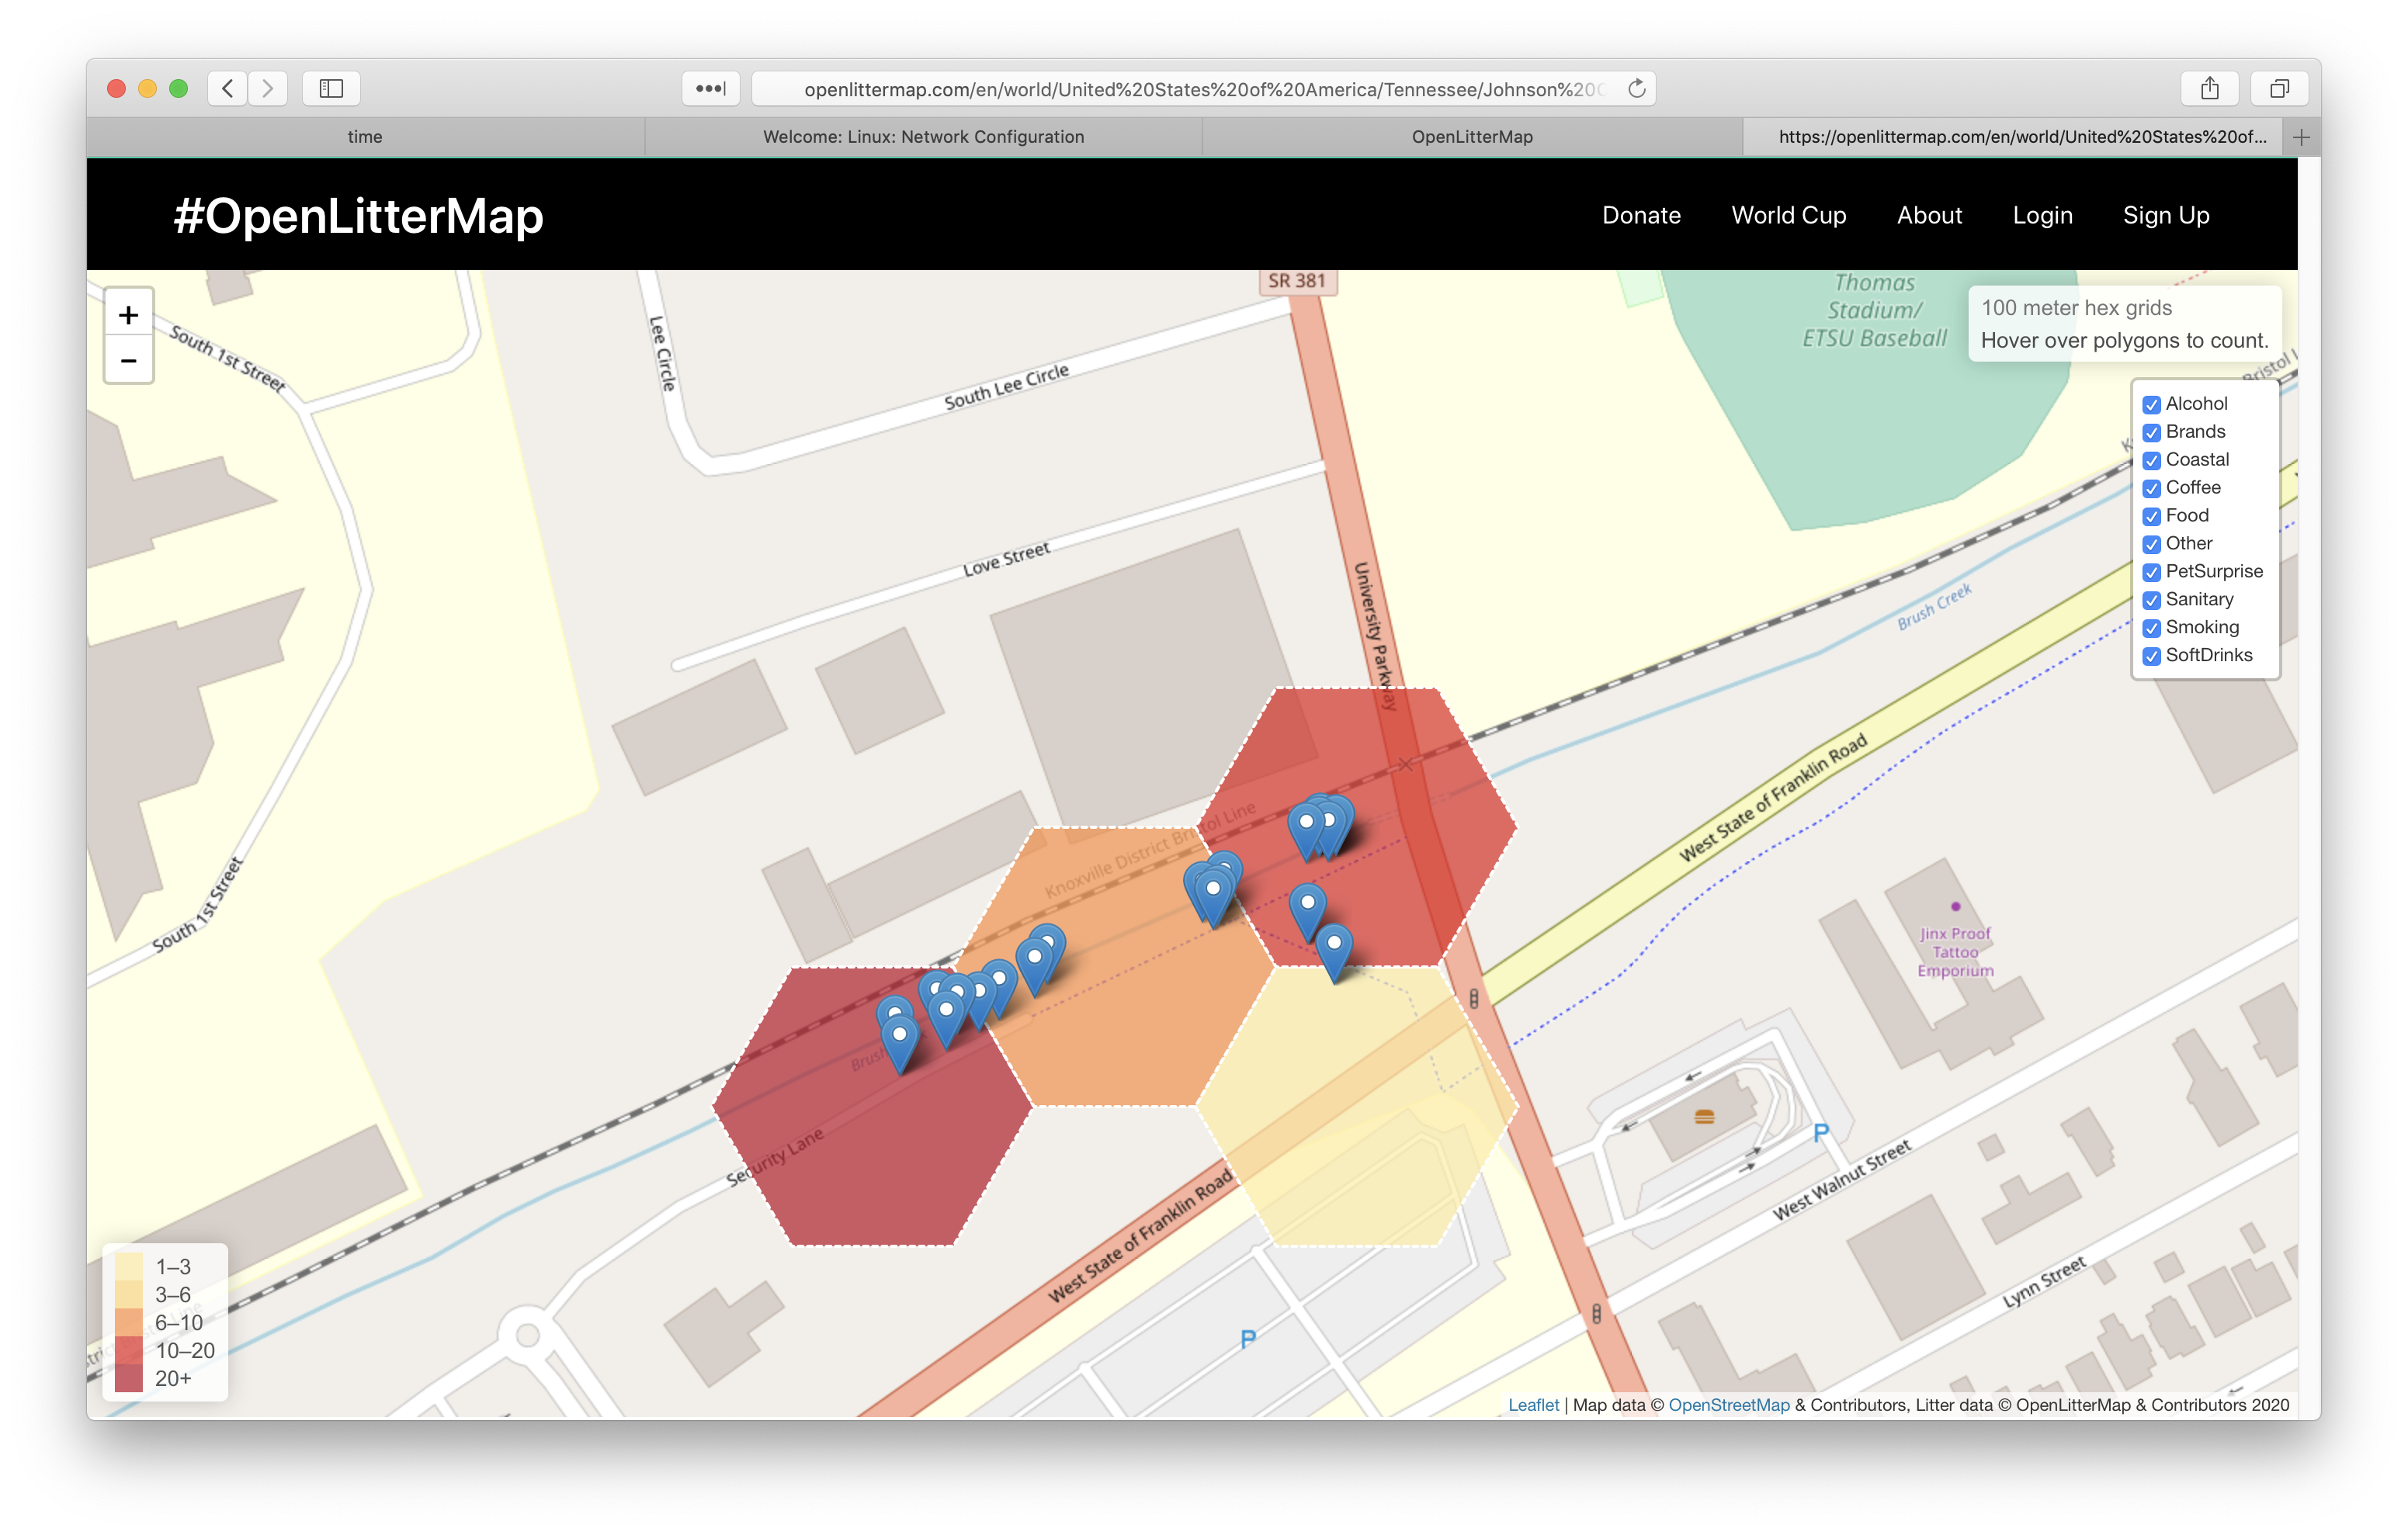 openlittermap.com/en/world/United%20States%20of%20America/Tennessee/Johnson%20
time
Welcome: Linux: Network Configuration
OpenLitterMap
https://openlittermap.com/en/world/United%20States%20of...
#OpenLitterMap
Donate
World Cup
About
Login
Sign Up
+
−
SR 381
Thomas
Stadium/
ETSU Baseball
100 meter hex grids
Hover over polygons to count.
Alcohol
Brands
Coastal
Coffee
Food
Other
PetSurprise
Sanitary
Smoking
SoftDrinks
South 1st Street
Lee Circle
South Lee Circle
Love Street
University Parkway
Brush Creek
West State of Franklin Road
Knoxville District Bristol Line
South 1st Street
Jinx Proof
Tattoo
Emporium
Security Lane
West State of Franklin Road
P
West Walnut Street
Lynn Street
P
1–3
3–6
6–10
10–20
20+
Leaflet | Map data © OpenStreetMap & Contributors, Litter data © OpenLitterMap & Contributors 2020